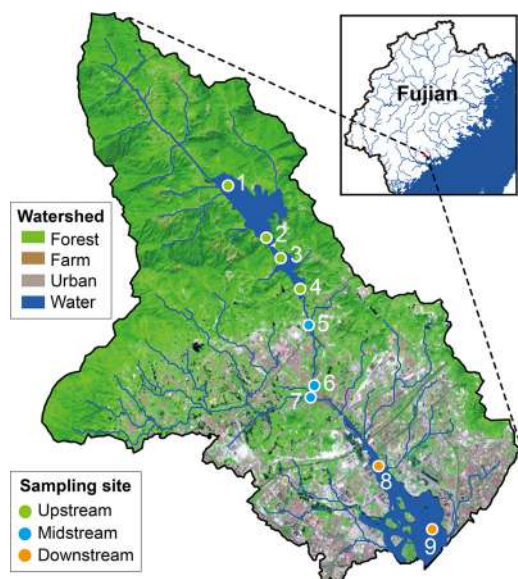 Fujian
1
2
3
4
5
6
7
8
9
Watershed
Forest
Farm
Urban
Water
Sampling site
Upstream
Midstream
Downstream